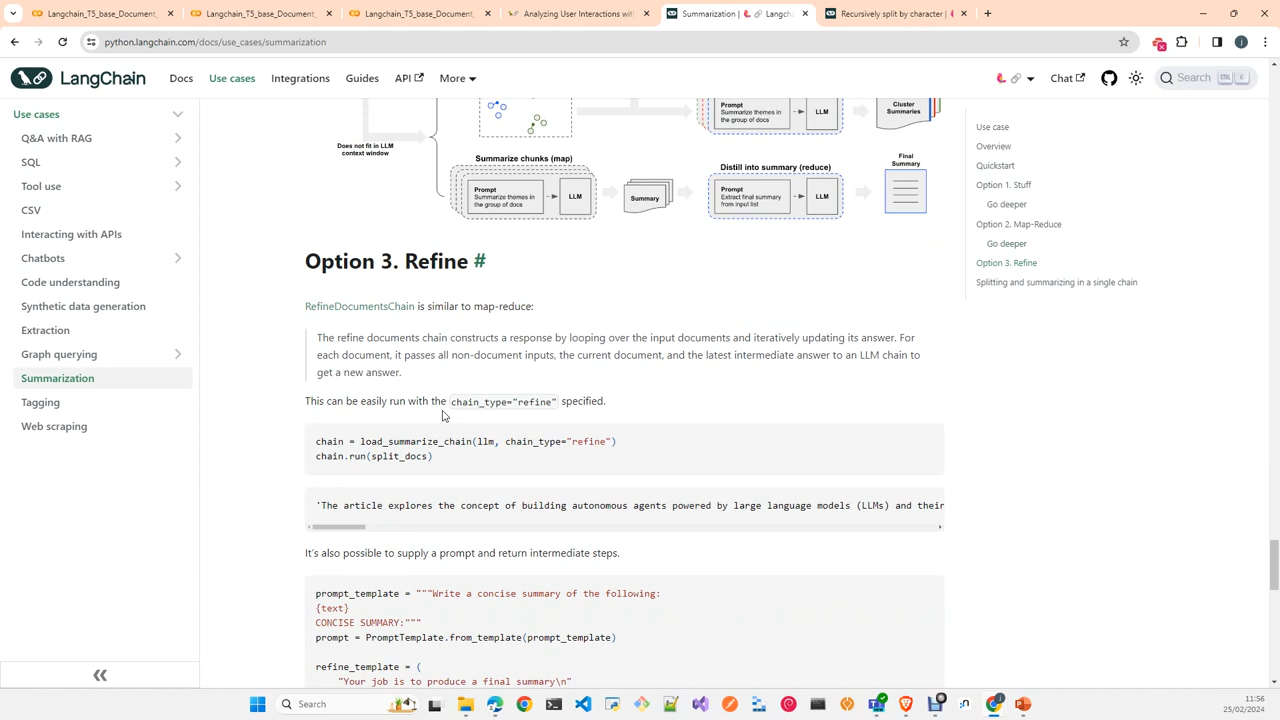 Langchain_T5_base_Document_
Langchain_T5_base_Document_
Langchain_T5_base_Document_
Analyzing User Interactions with
Summarization | 🦜️🔗 Langcha
Recursively split by character |
python.langchain.com/docs/use_cases/summarization
LangChain
Docs
Use cases
Integrations
Guides
API
More
Chat
Search
Ctrl
K
Use cases
Q&A with RAG
SQL
Tool use
CSV
Interacting with APIs
Chatbots
Code understanding
Synthetic data generation
Extraction
Graph querying
Summarization
Tagging
Web scraping
Does not fit in LLM
context window
Prompt
Summarize themes in
the group of docs
LLM
Cluster
Summaries
Summarize chunks (map)
Prompt
Summarize themes in
the group of docs
LLM
Summary
Distill into summary (reduce)
Prompt
Extract final summary
from input list
LLM
Final
Summary
Option 3. Refine #
RefineDocumentsChain is similar to map-reduce:
The refine documents chain constructs a response by looping over the input documents and iteratively updating its answer. For
each document, it passes all non-document inputs, the current document, and the latest intermediate answer to an LLM chain to
get a new answer.
This can be easily run with the chain_type="refine" specified.
chain = load_summarize_chain(llm, chain_type="refine")
chain.run(split_docs)
'The article explores the concept of building autonomous agents powered by large language models (LLMs) and their
It's also possible to supply a prompt and return intermediate steps.
prompt_template = """Write a concise summary of the following:
{text}
CONCISE SUMMARY:"""
prompt = PromptTemplate.from_template(prompt_template)
refine_template = (
"Your job is to produce a final summary\n"
Use case
Overview
Quickstart
Option 1. Stuff
Go deeper
Option 2. Map-Reduce
Go deeper
Option 3. Refine
Splitting and summarizing in a single chain
Search
11:56
25/02/2024